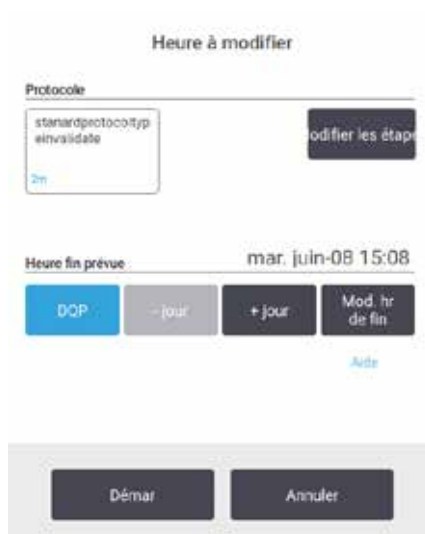 Heure à modifier
Protocole
stanardprotocoltyp
einvalidate
odifier les étape
2m
Heure fin prévue
mar. juin-08 15:08
DQP
- jour
+ jour
Mod. hr
de fin
Aide
Démar
Annuler